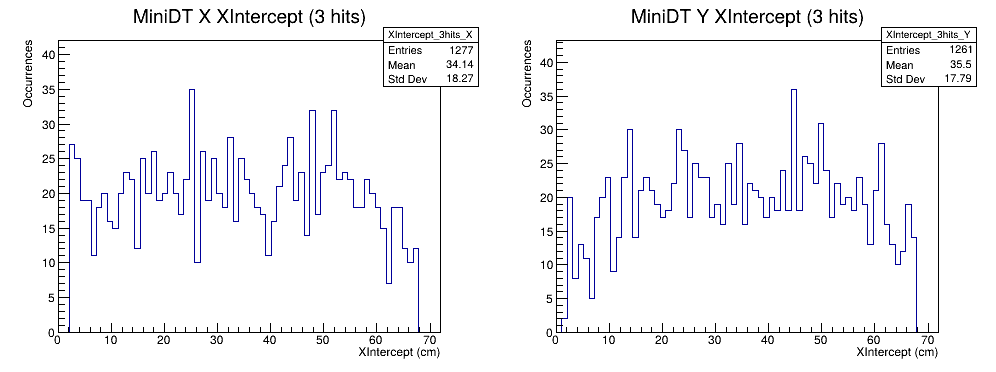 MiniDT X XIntercept (3 hits)
XIntercept_3hits_X
Entries 1277
Mean 34.14
Std Dev 18.27
Occurrences
40
35
30
25
20
15
10
5
0
0 10 20 30 40 50 60 70
XIntercept (cm)
MiniDT Y XIntercept (3 hits)
XIntercept_3hits_Y
Entries 1261
Mean 35.5
Std Dev 17.79
Occurrences
40
35
30
25
20
15
10
5
0
0 10 20 30 40 50 60 70
XIntercept (cm)